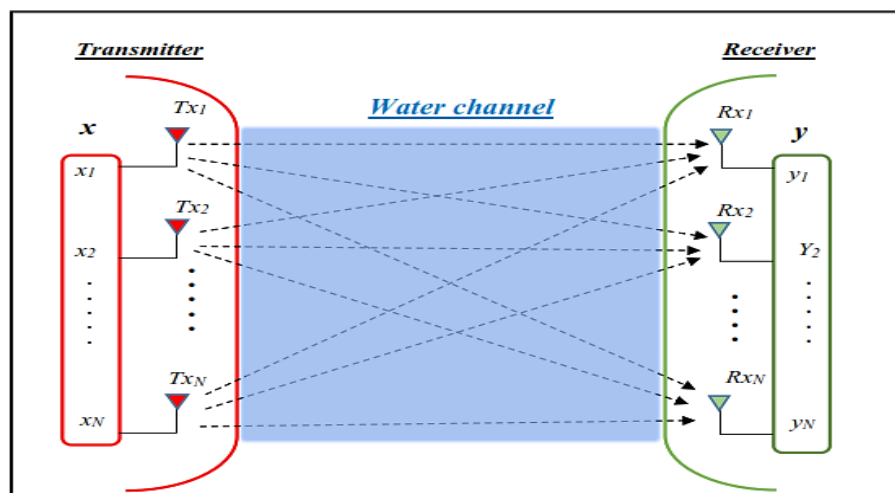 Transmitter
Receiver
Water channel
x
Tx1
Rx1
y
x1
y1
Tx2
Rx2
x2
Y2
TxN
RxN
xN
yN